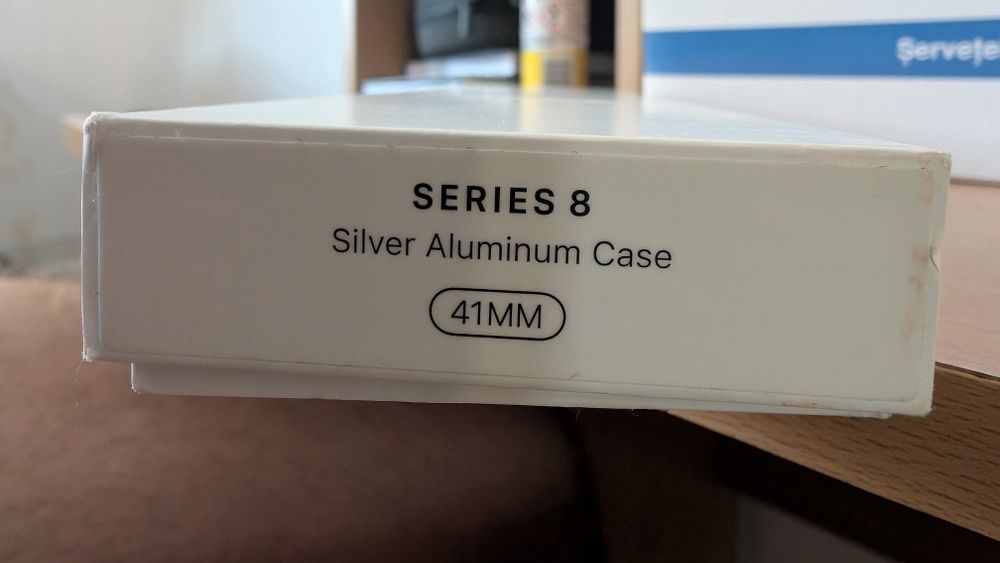 Șervețe
SERIES 8
Silver Aluminum Case
41MM